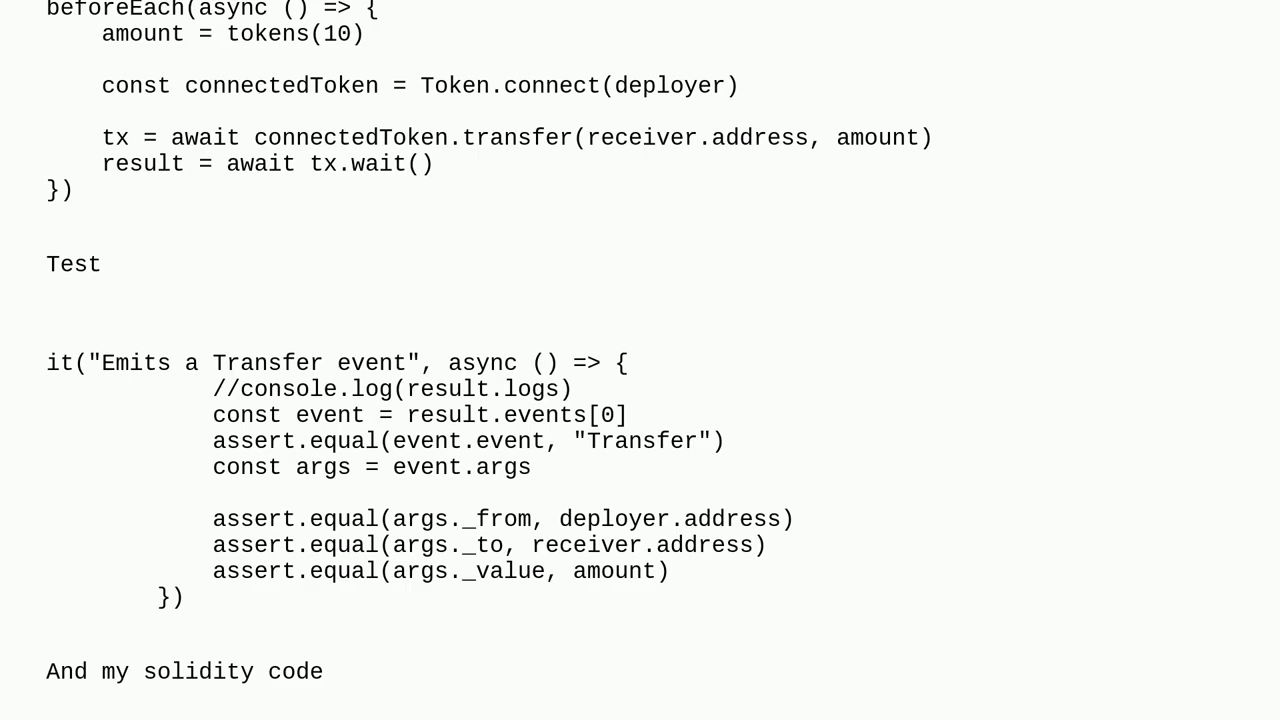 beforeEach(async () => {
    amount = tokens(10)
    const connectedToken = Token.connect(deployer)
    tx = await connectedToken.transfer(receiver.address, amount)
    result = await tx.wait()
})
Test
it("Emits a Transfer event", async () => {
            //console.log(result.logs)
            const event = result.events[0]
            assert.equal(event.event, "Transfer")
            const args = event.args
            assert.equal(args._from, deployer.address)
            assert.equal(args._to, receiver.address)
            assert.equal(args._value, amount)
        })
And my solidity code